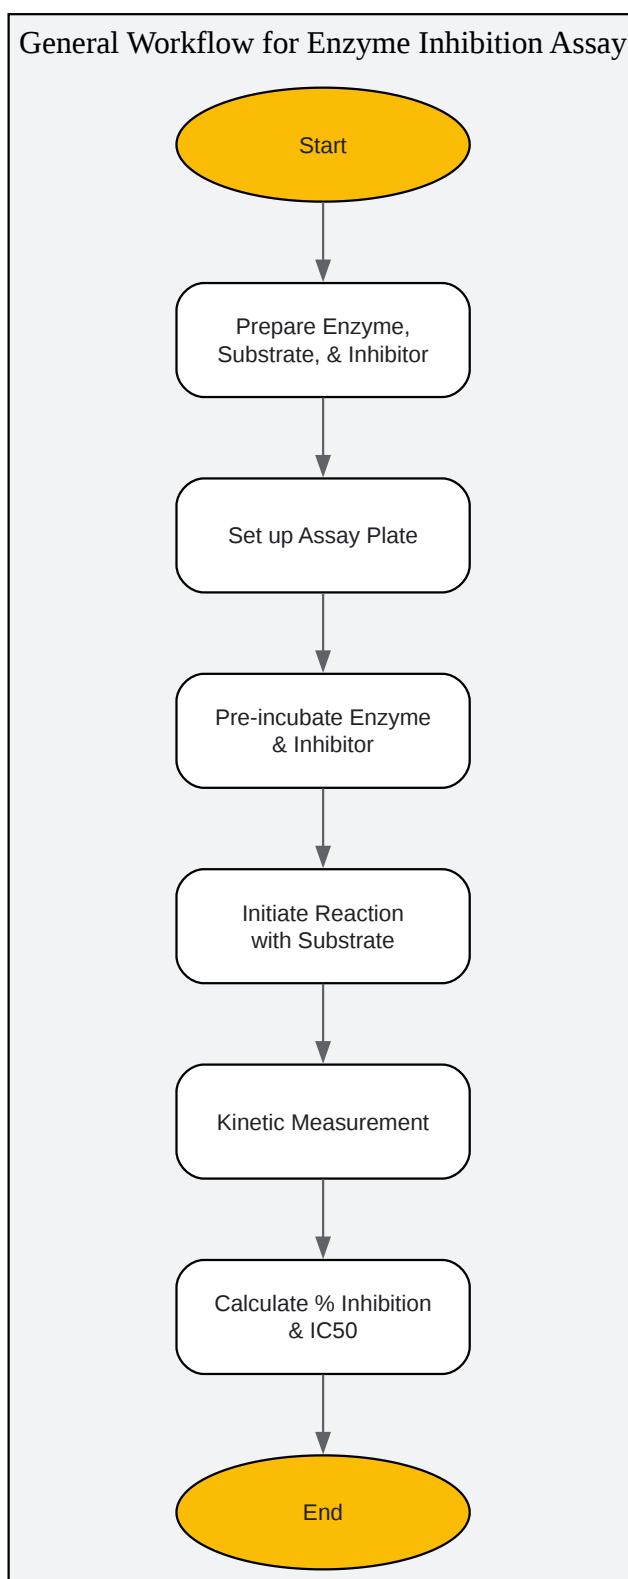 General Workflow for Enzyme Inhibition Assay
Start
Prepare Enzyme,
Substrate, & Inhibitor
Set up Assay Plate
Pre-incubate Enzyme
& Inhibitor
Initiate Reaction
with Substrate
Kinetic Measurement
Calculate % Inhibition
& IC50
End